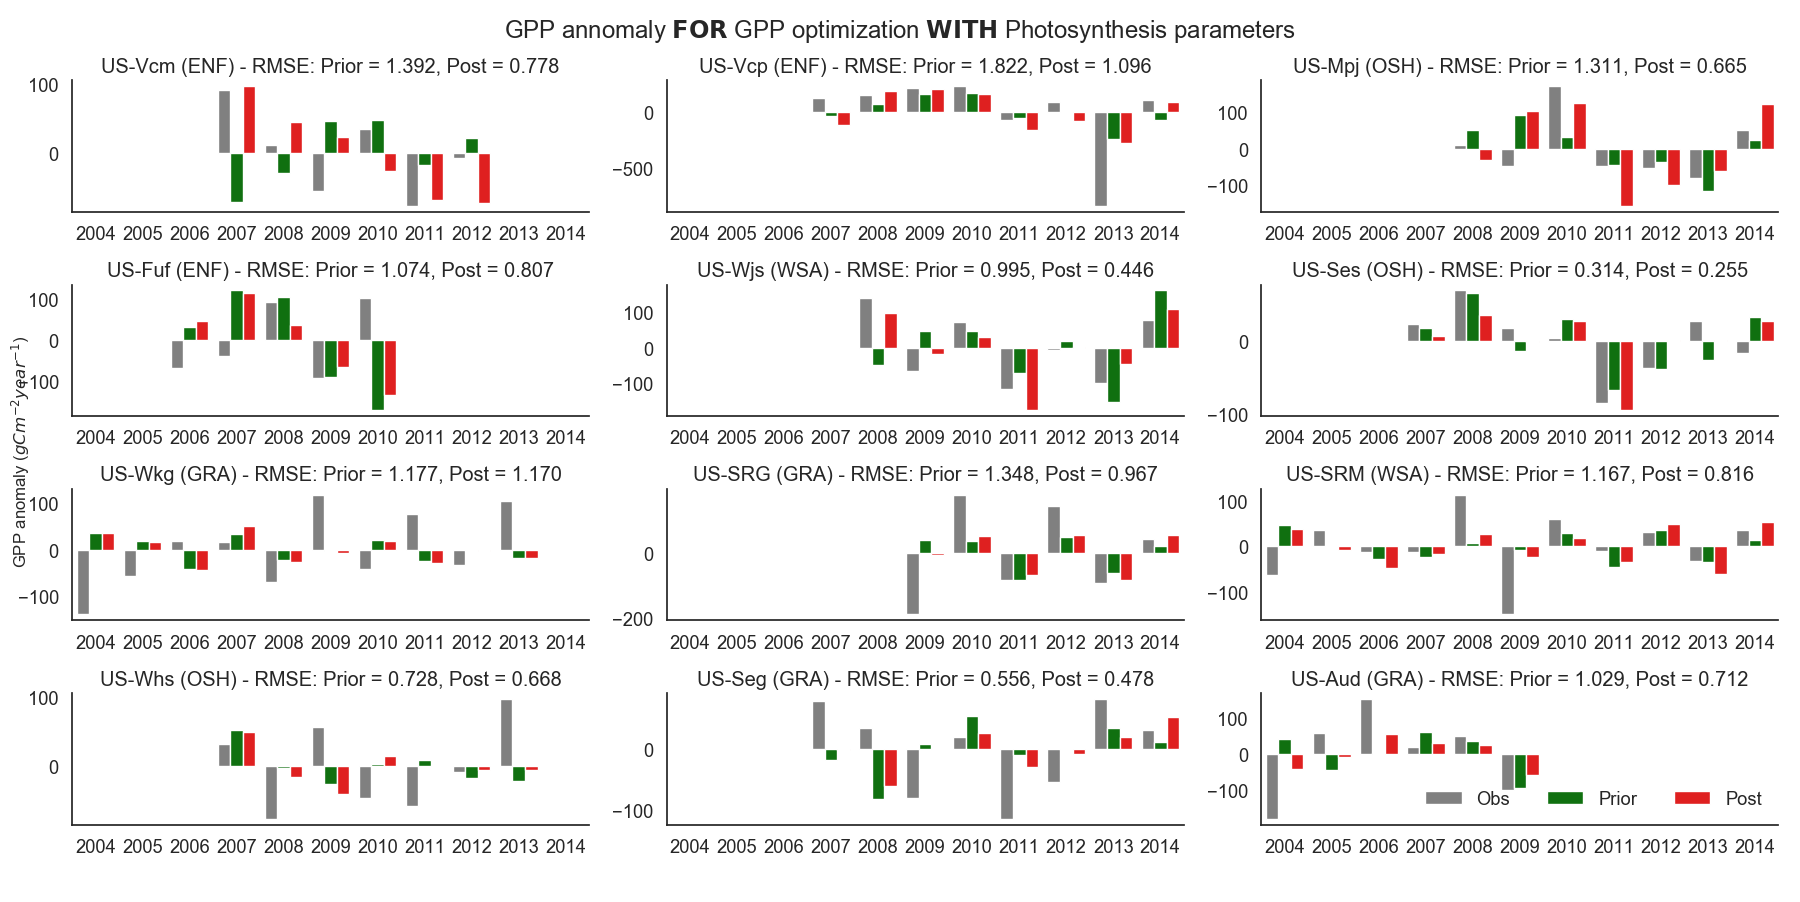 GPP annomaly FOR GPP optimization WITH Photosynthesis parameters
GPP anomaly (gCm⁻²year⁻¹)
US-Vcm (ENF) - RMSE: Prior = 1.392, Post = 0.778
100
0
2004 2005 2006 2007 2008 2009 2010 2011 2012 2013 2014
US-Vcp (ENF) - RMSE: Prior = 1.822, Post = 1.096
0
−500
2004 2005 2006 2007 2008 2009 2010 2011 2012 2013 2014
US-Mpj (OSH) - RMSE: Prior = 1.311, Post = 0.665
100
0
−100
2004 2005 2006 2007 2008 2009 2010 2011 2012 2013 2014
US-Fuf (ENF) - RMSE: Prior = 1.074, Post = 0.807
100
0
−100
2004 2005 2006 2007 2008 2009 2010 2011 2012 2013 2014
US-Wjs (WSA) - RMSE: Prior = 0.995, Post = 0.446
100
0
−100
2004 2005 2006 2007 2008 2009 2010 2011 2012 2013 2014
US-Ses (OSH) - RMSE: Prior = 0.314, Post = 0.255
0
−100
2004 2005 2006 2007 2008 2009 2010 2011 2012 2013 2014
US-Wkg (GRA) - RMSE: Prior = 1.177, Post = 1.170
100
0
−100
2004 2005 2006 2007 2008 2009 2010 2011 2012 2013 2014
US-SRG (GRA) - RMSE: Prior = 1.348, Post = 0.967
0
−200
2004 2005 2006 2007 2008 2009 2010 2011 2012 2013 2014
US-SRM (WSA) - RMSE: Prior = 1.167, Post = 0.816
100
0
−100
2004 2005 2006 2007 2008 2009 2010 2011 2012 2013 2014
US-Whs (OSH) - RMSE: Prior = 0.728, Post = 0.668
100
0
2004 2005 2006 2007 2008 2009 2010 2011 2012 2013 2014
US-Seg (GRA) - RMSE: Prior = 0.556, Post = 0.478
0
−100
2004 2005 2006 2007 2008 2009 2010 2011 2012 2013 2014
US-Aud (GRA) - RMSE: Prior = 1.029, Post = 0.712
100
0
−100
Obs Prior Post
2004 2005 2006 2007 2008 2009 2010 2011 2012 2013 2014